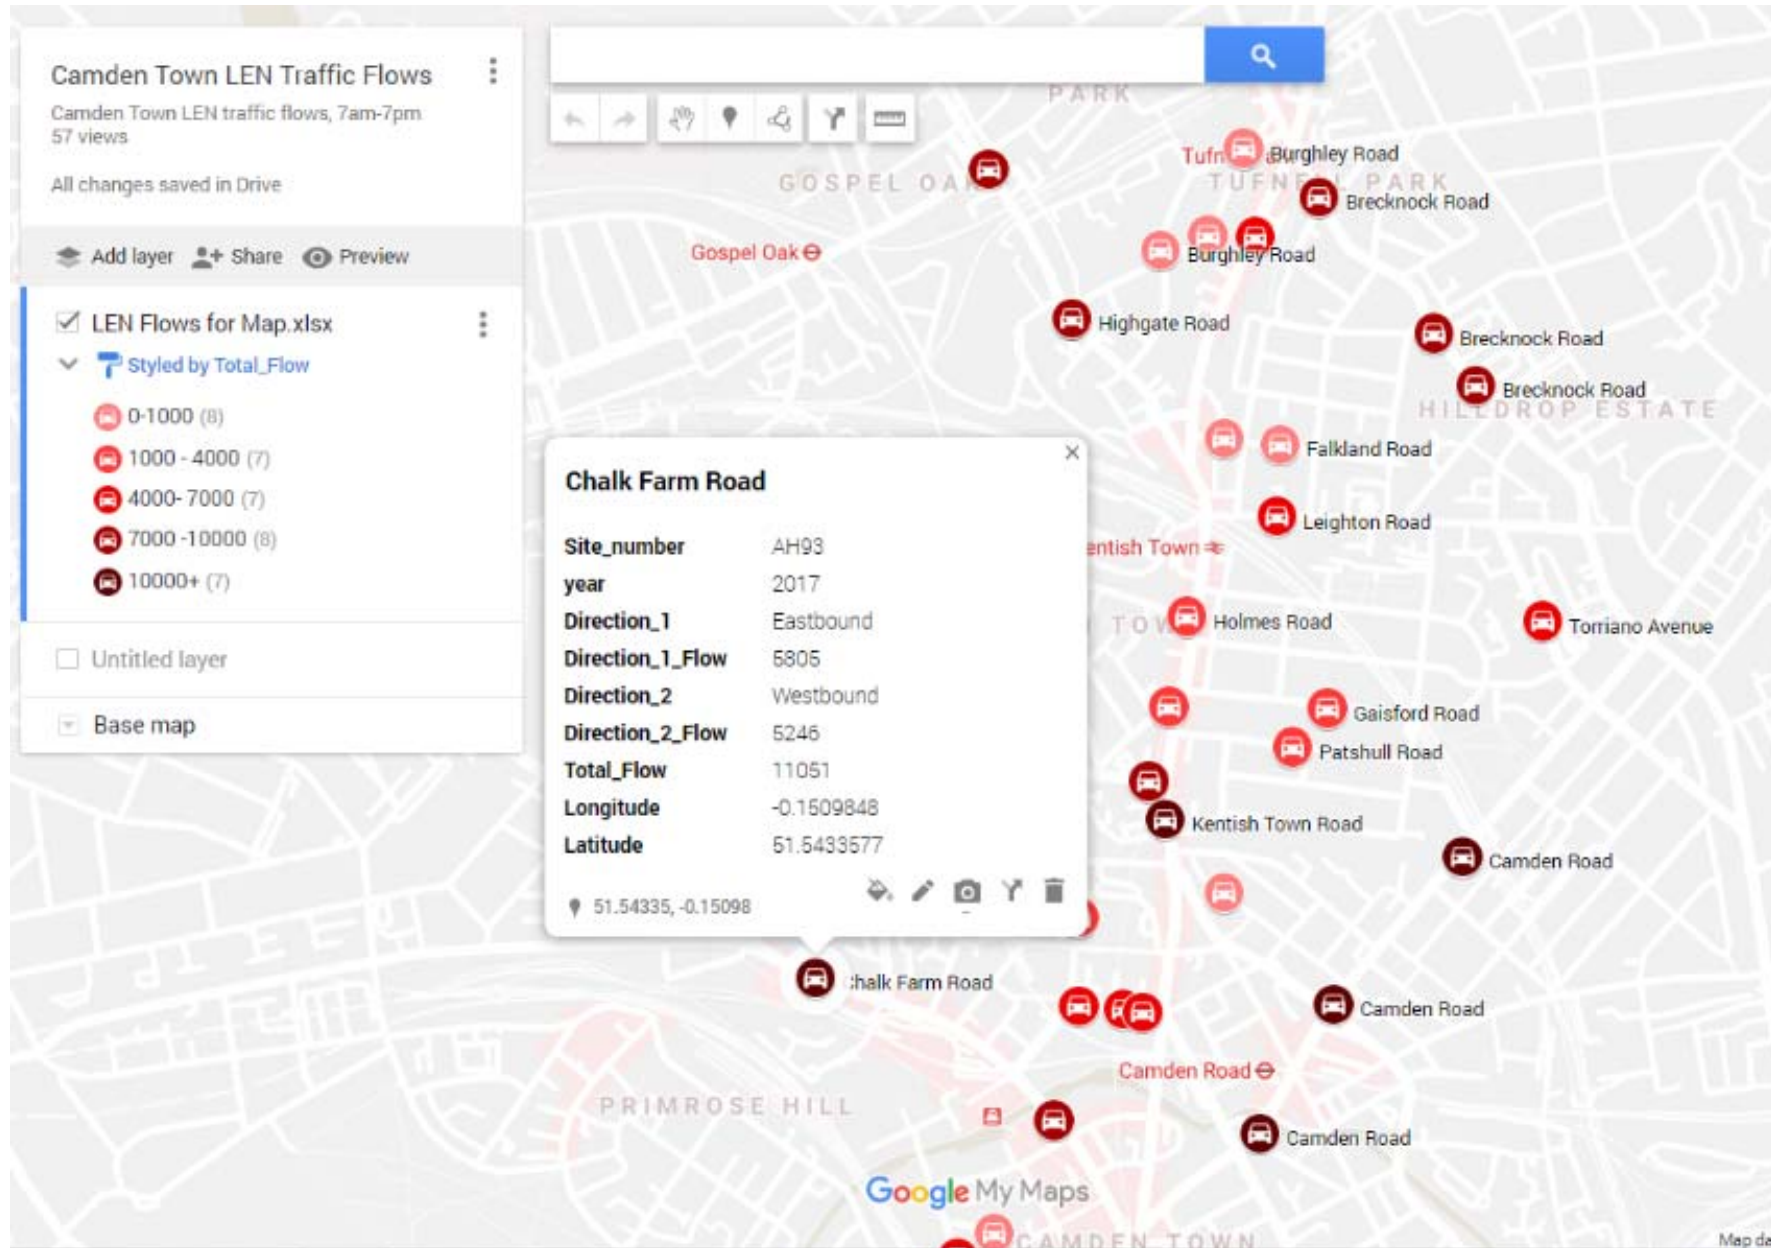 Camden Town LEN Traffic Flows
Camden Town LEN traffic flows, 7am-7pm
57 views
All changes saved in Drive
Add layer Share Preview
LEN Flows for Map.xlsx
Styled by Total_Flow
0-1000 (8)
1000 - 4000 (7)
4000- 7000 (7)
7000 -10000 (8)
10000+ (7)
Untitled layer
Base map
PARK
Burghley Road
GOSPEL OAK
TUFNELL PARK
Brecknock Road
Gospel Oak
Burghley Road
Highgate Road
Brecknock Road
Brecknock Road
HILLDROP ESTATE
Falkland Road
Leighton Road
entish Town
TOW
Holmes Road
Torriano Avenue
Gaisford Road
Patshull Road
Kentish Town Road
Camden Road
Chalk Farm Road
Site_number AH93
year 2017
Direction_1 Eastbound
Direction_1_Flow 5805
Direction_2 Westbound
Direction_2_Flow 5246
Total_Flow 11051
Longitude -0.1509848
Latitude 51.5433577
51.54335, -0.15098
halk Farm Road
Camden Road
Camden Road
PRIMROSE HILL
Camden Road
Google My Maps
CAMDEN TOWN
Map da